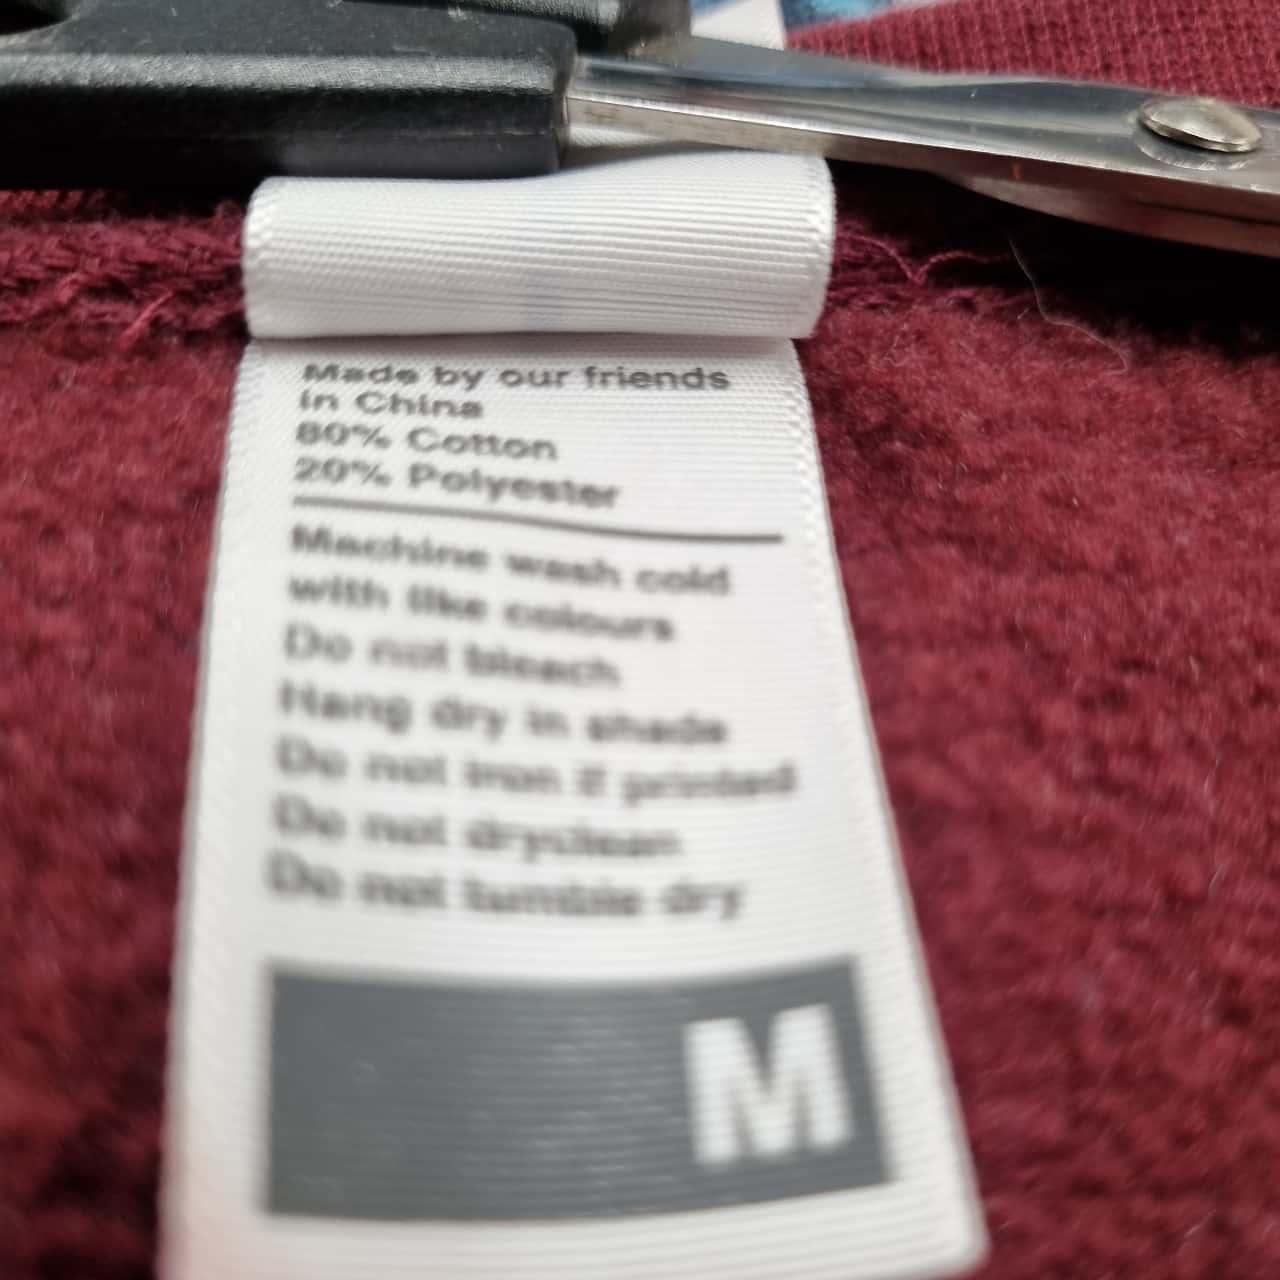 Made by our friends
in China
80% Cotton
20% Polyester
Machine wash cold
with like colours
Do not bleach
Hang dry in shade
Do not iron if printed
Do not dryclean
Do not tumble dry
M